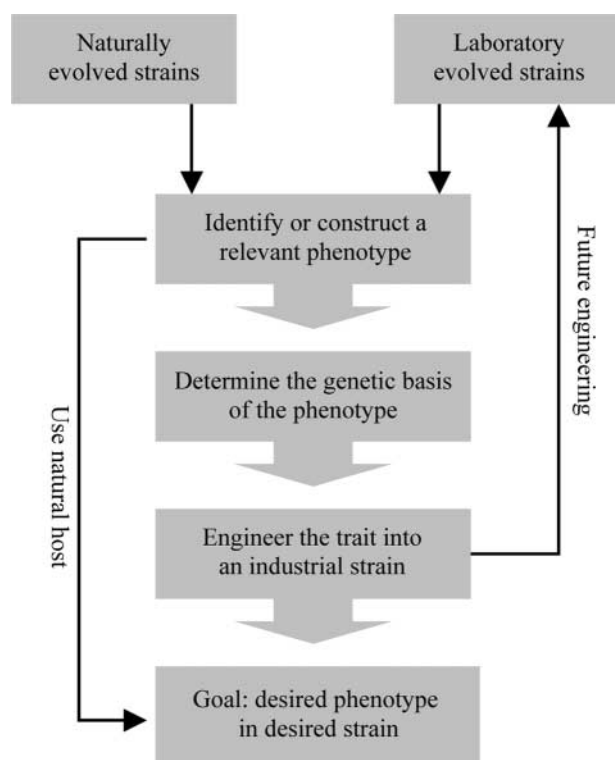 Naturally
evolved strains
Laboratory
evolved strains
Identify or construct a
relevant phenotype
Determine the genetic basis
of the phenotype
Engineer the trait into
an industrial strain
Goal: desired phenotype
in desired strain
Use natural host
Future engineering